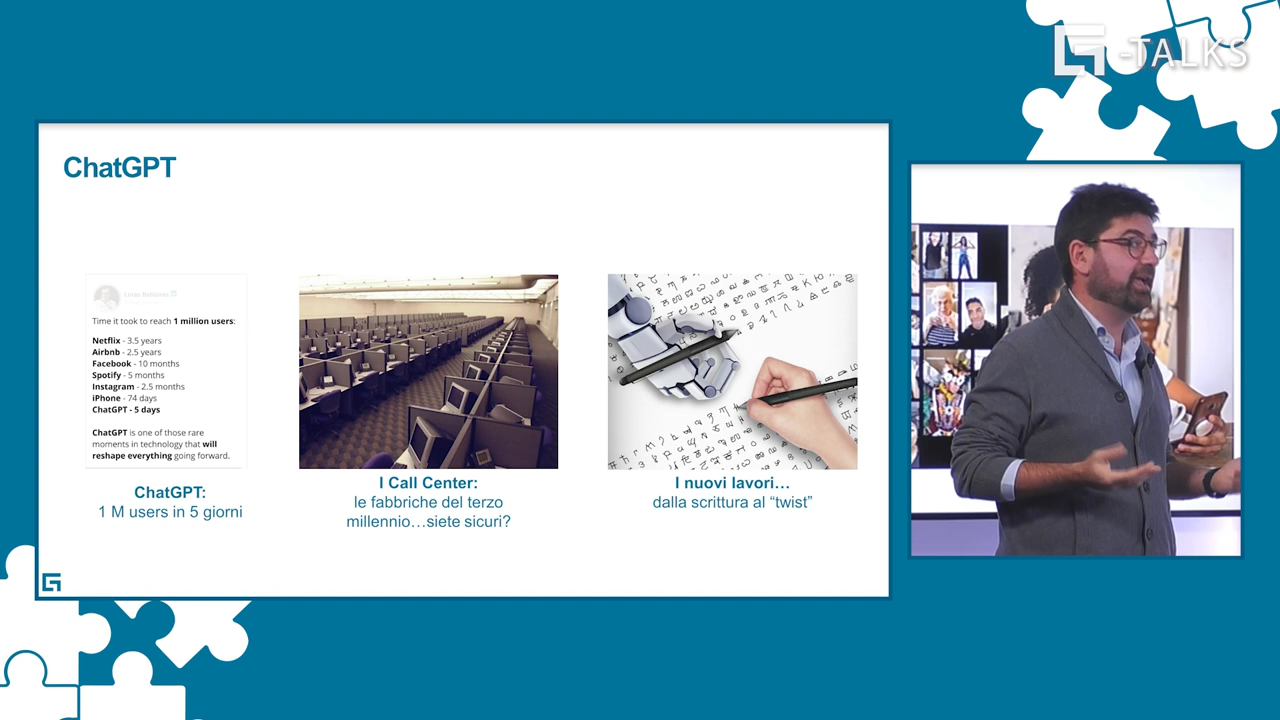 -TALKS
ChatGPT
Time it took to reach 1 million users:
Netflix - 3.5 years
Airbnb - 2.5 years
Facebook - 10 months
Spotify - 5 months
Instagram - 2.5 months
iPhone - 74 days
ChatGPT - 5 days
ChatGPT is one of those rare
moments in technology that will
reshape everything going forward.
ChatGPT:
1 M users in 5 giorni
I Call Center:
le fabbriche del terzo
millennio…siete sicuri?
I nuovi lavori…
dalla scrittura al “twist”